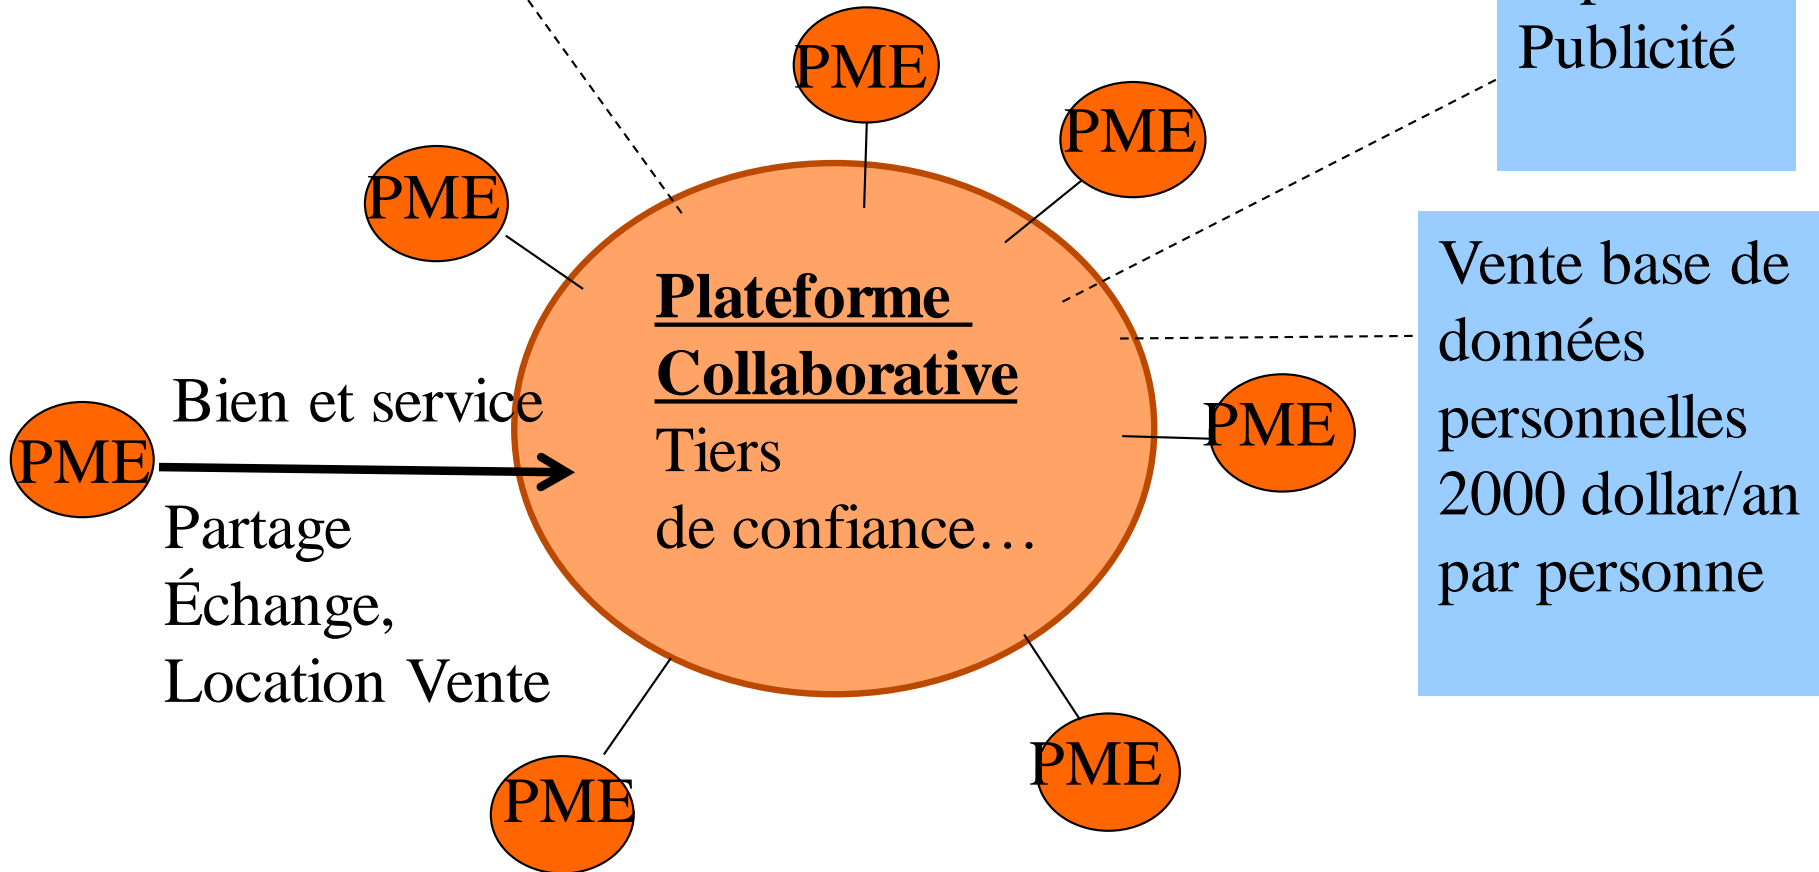 Publicité
PME
PME
PME
Plateforme
Collaborative
Tiers
de confiance…
Vente base de
données
personnelles
2000 dollar/an
par personne
Bien et service
PME
PME
Partage
Échange,
Location Vente
PME
PME